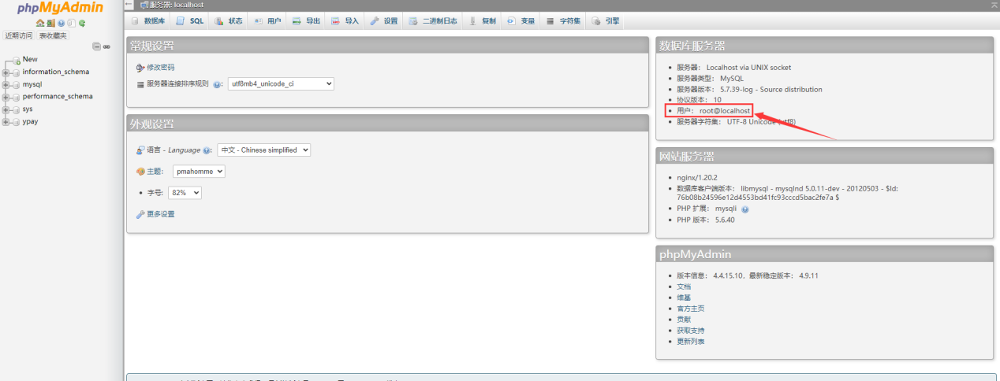 phpMyAdmin
近期访问 表收藏夹
New
information_schema
mysql
performance_schema
sys
ypay
服务器: localhost
数据库 SQL 状态 用户 导出 导入 设置 二进制日志 复制 变量 字符集 引擎
常规设置
修改密码
服务器连接排序规则 : utf8mb4_unicode_ci
外观设置
语言 - Language : 中文 - Chinese simplified
主题: pmahomme
字号: 82%
更多设置
数据库服务器
服务器: Localhost via UNIX socket
服务器类型: MySQL
服务器版本: 5.7.39-log - Source distribution
协议版本: 10
用户: root@localhost
服务器字符集: UTF-8 Unicode (utf8)
网站服务器
nginx/1.20.2
数据库客户端版本: libmysql - mysqlnd 5.0.11-dev - 20120503 - $Id:
76b08b24596e12d4553bd41fc93cccd5bac2fe7a $
PHP 扩展: mysqli
PHP 版本: 5.6.40
phpMyAdmin
版本信息: 4.4.15.10, 最新稳定版本: 4.9.11
文档
维基
官方主页
贡献
获取支持
更新列表